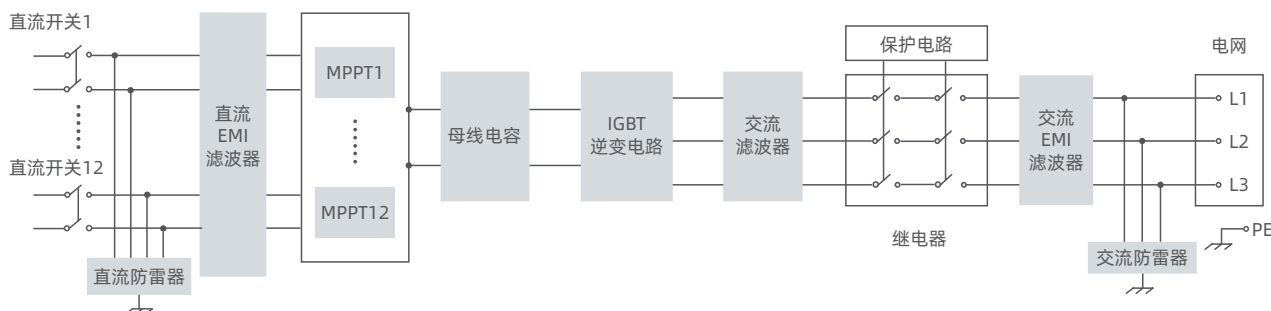 直流开关1
直流开关12
直流防雷器
直流
EMI
滤波器
MPPT1
MPPT12
母线电容
IGBT
逆变电路
交流
滤波器
保护电路
继电器
交流
EMI
滤波器
电网
L1
L2
L3
PE
交流防雷器